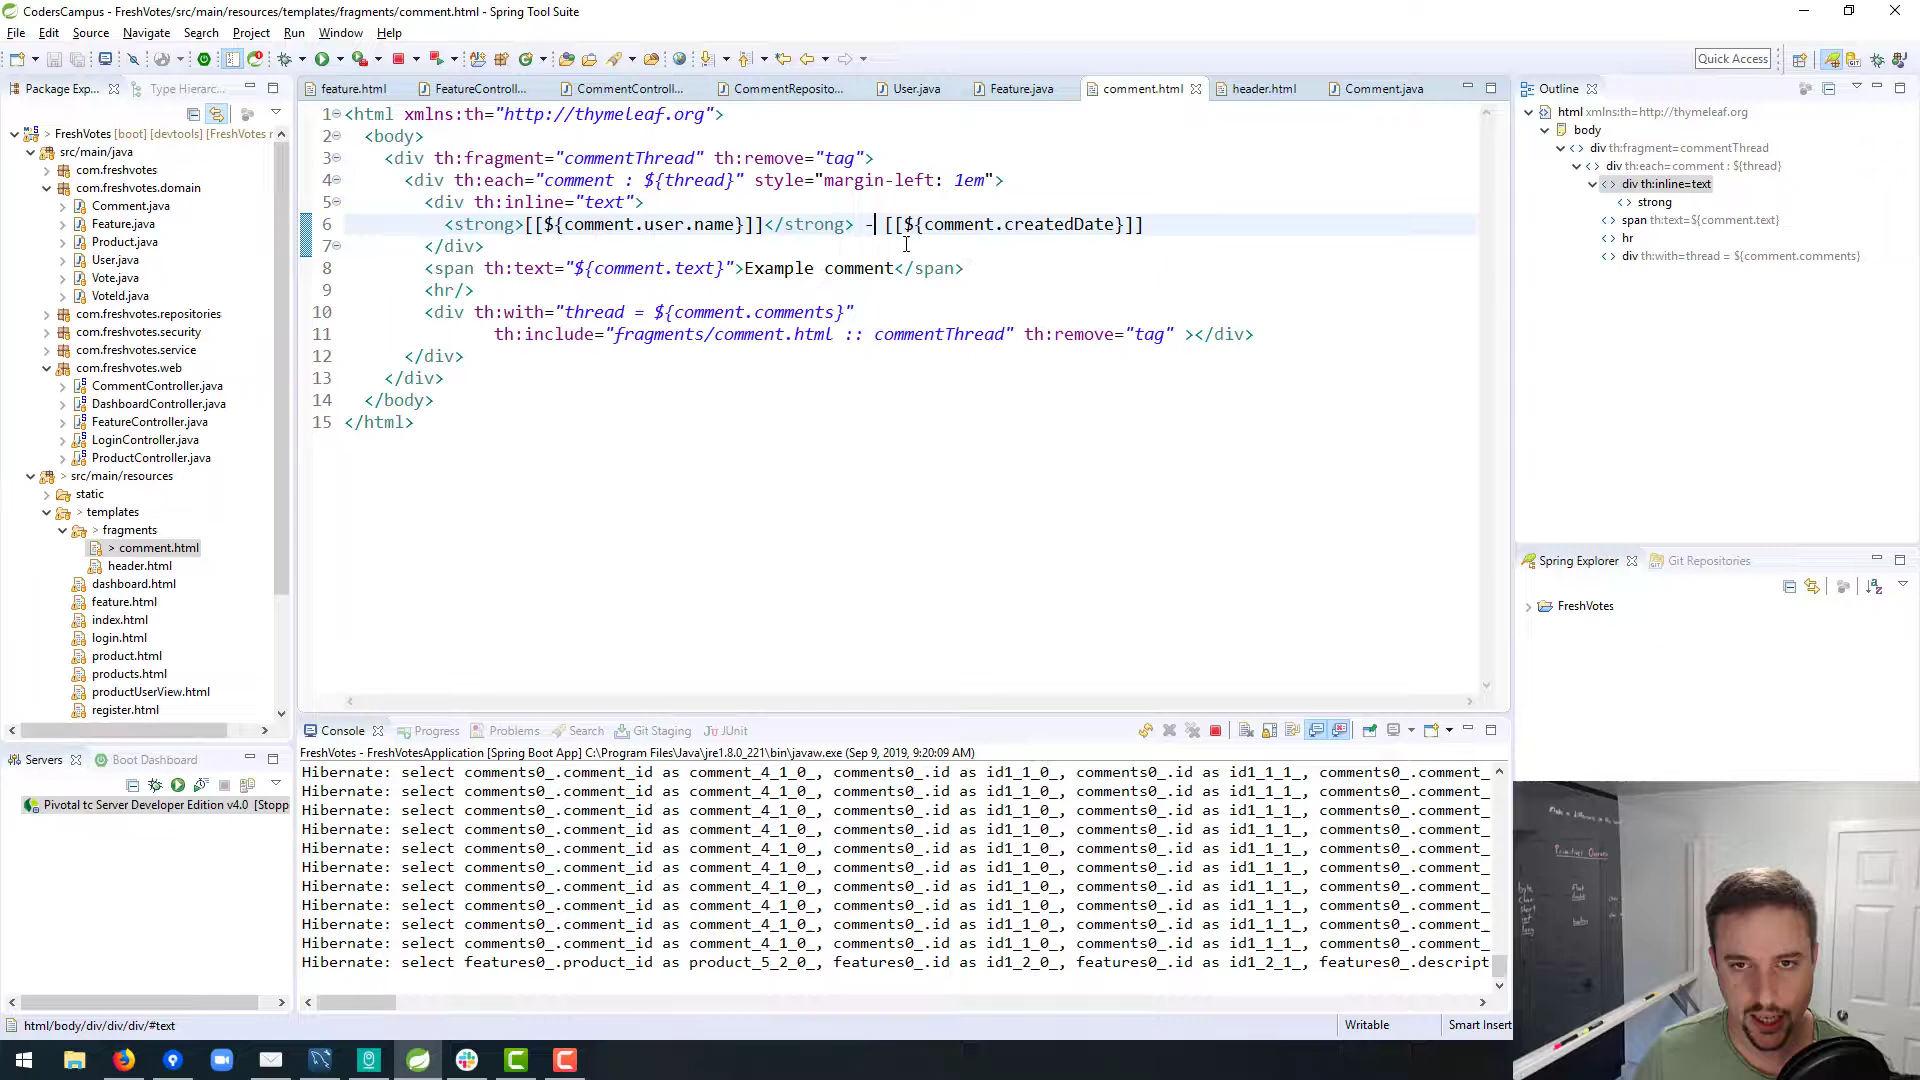 CodersCampus - FreshVotes/src/main/resources/templates/fragments/comment.html - Spring Tool Suite
File Edit Source Navigate Search Project Run Window Help
Quick Access
Package Exp... Type Hierarc...
feature.html FeatureControll... CommentControll... CommentReposito... User.java Feature.java comment.html header.html Comment.java
Outline
FreshVotes [boot] [devtools] [FreshVotes r
src/main/java
com.freshvotes
com.freshvotes.domain
Comment.java
Feature.java
Product.java
User.java
Vote.java
VoteId.java
com.freshvotes.repositories
com.freshvotes.security
com.freshvotes.service
com.freshvotes.web
CommentController.java
DashboardController.java
FeatureController.java
LoginController.java
ProductController.java
> src/main/resources
static
> templates
> fragments
> comment.html
header.html
dashboard.html
feature.html
index.html
login.html
product.html
products.html
productUserView.html
register.html
1 <html xmlns:th="http://thymeleaf.org">
2 <body>
3 <div th:fragment="commentThread" th:remove="tag">
4 <div th:each="comment : ${thread}" style="margin-left: 1em">
5 <div th:inline="text">
6 <strong>[[${comment.user.name}]]</strong> - [[${comment.createdDate}]]
7 </div>
8 <span th:text="${comment.text}">Example comment</span>
9 <hr/>
10 <div th:with="thread = ${comment.comments}"
11 th:include="fragments/comment.html :: commentThread" th:remove="tag" ></div>
12 </div>
13 </div>
14 </body>
15 </html>
html xmlns:th=http://thymeleaf.org
body
div th:fragment=commentThread
div th:each=comment : ${thread}
div th:inline=text
strong
span th:text=${comment.text}
hr
div th:with=thread = ${comment.comments}
Spring Explorer Git Repositories
FreshVotes
Servers Boot Dashboard
Pivotal tc Server Developer Edition v4.0 [Stopp
Console Progress Problems Search Git Staging JUnit
FreshVotes - FreshVotesApplication [Spring Boot App] C:\Program Files\Java\jre1.8.0_221\bin\javaw.exe (Sep 9, 2019, 9:20:09 AM)
Hibernate: select comments0_.comment_id as comment_4_1_0_, comments0_.id as id1_1_0_, comments0_.id as id1_1_1_, comments0_.comment_
Hibernate: select comments0_.comment_id as comment_4_1_0_, comments0_.id as id1_1_0_, comments0_.id as id1_1_1_, comments0_.comment_
Hibernate: select comments0_.comment_id as comment_4_1_0_, comments0_.id as id1_1_0_, comments0_.id as id1_1_1_, comments0_.comment_
Hibernate: select comments0_.comment_id as comment_4_1_0_, comments0_.id as id1_1_0_, comments0_.id as id1_1_1_, comments0_.comment_
Hibernate: select comments0_.comment_id as comment_4_1_0_, comments0_.id as id1_1_0_, comments0_.id as id1_1_1_, comments0_.comment_
Hibernate: select comments0_.comment_id as comment_4_1_0_, comments0_.id as id1_1_0_, comments0_.id as id1_1_1_, comments0_.comment_
Hibernate: select comments0_.comment_id as comment_4_1_0_, comments0_.id as id1_1_0_, comments0_.id as id1_1_1_, comments0_.comment_
Hibernate: select comments0_.comment_id as comment_4_1_0_, comments0_.id as id1_1_0_, comments0_.id as id1_1_1_, comments0_.comment_
Hibernate: select comments0_.comment_id as comment_4_1_0_, comments0_.id as id1_1_0_, comments0_.id as id1_1_1_, comments0_.comment_
Hibernate: select comments0_.comment_id as comment_4_1_0_, comments0_.id as id1_1_0_, comments0_.id as id1_1_1_, comments0_.comment_
Hibernate: select features0_.product_id as product_5_2_0_, features0_.id as id1_2_0_, features0_.id as id1_2_1_, features0_.descript
html/body/div/div/div/#text
Writable Smart Insert